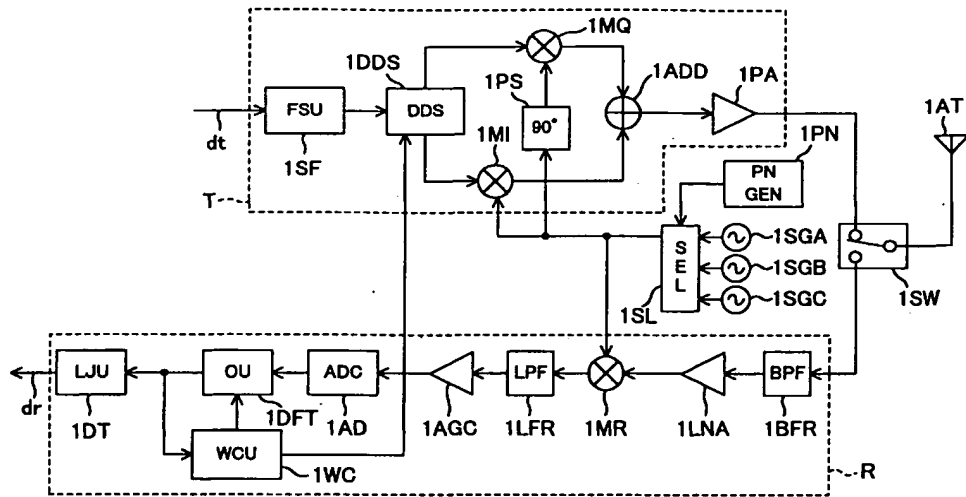 1MQ
1DDS
1PS
1ADD
1PA
FSU
DDS
90°
1MI
1AT
dt
1SF
1PN
PN
GEN
T
SEL
1SGA
1SGB
1SGC
1SL
1SW
LJU
OU
ADC
LPF
BPF
dr
1DT
1DFT
1AD
1AGC
1LFR
1MR
1LNA
1BFR
WCU
1WC
R